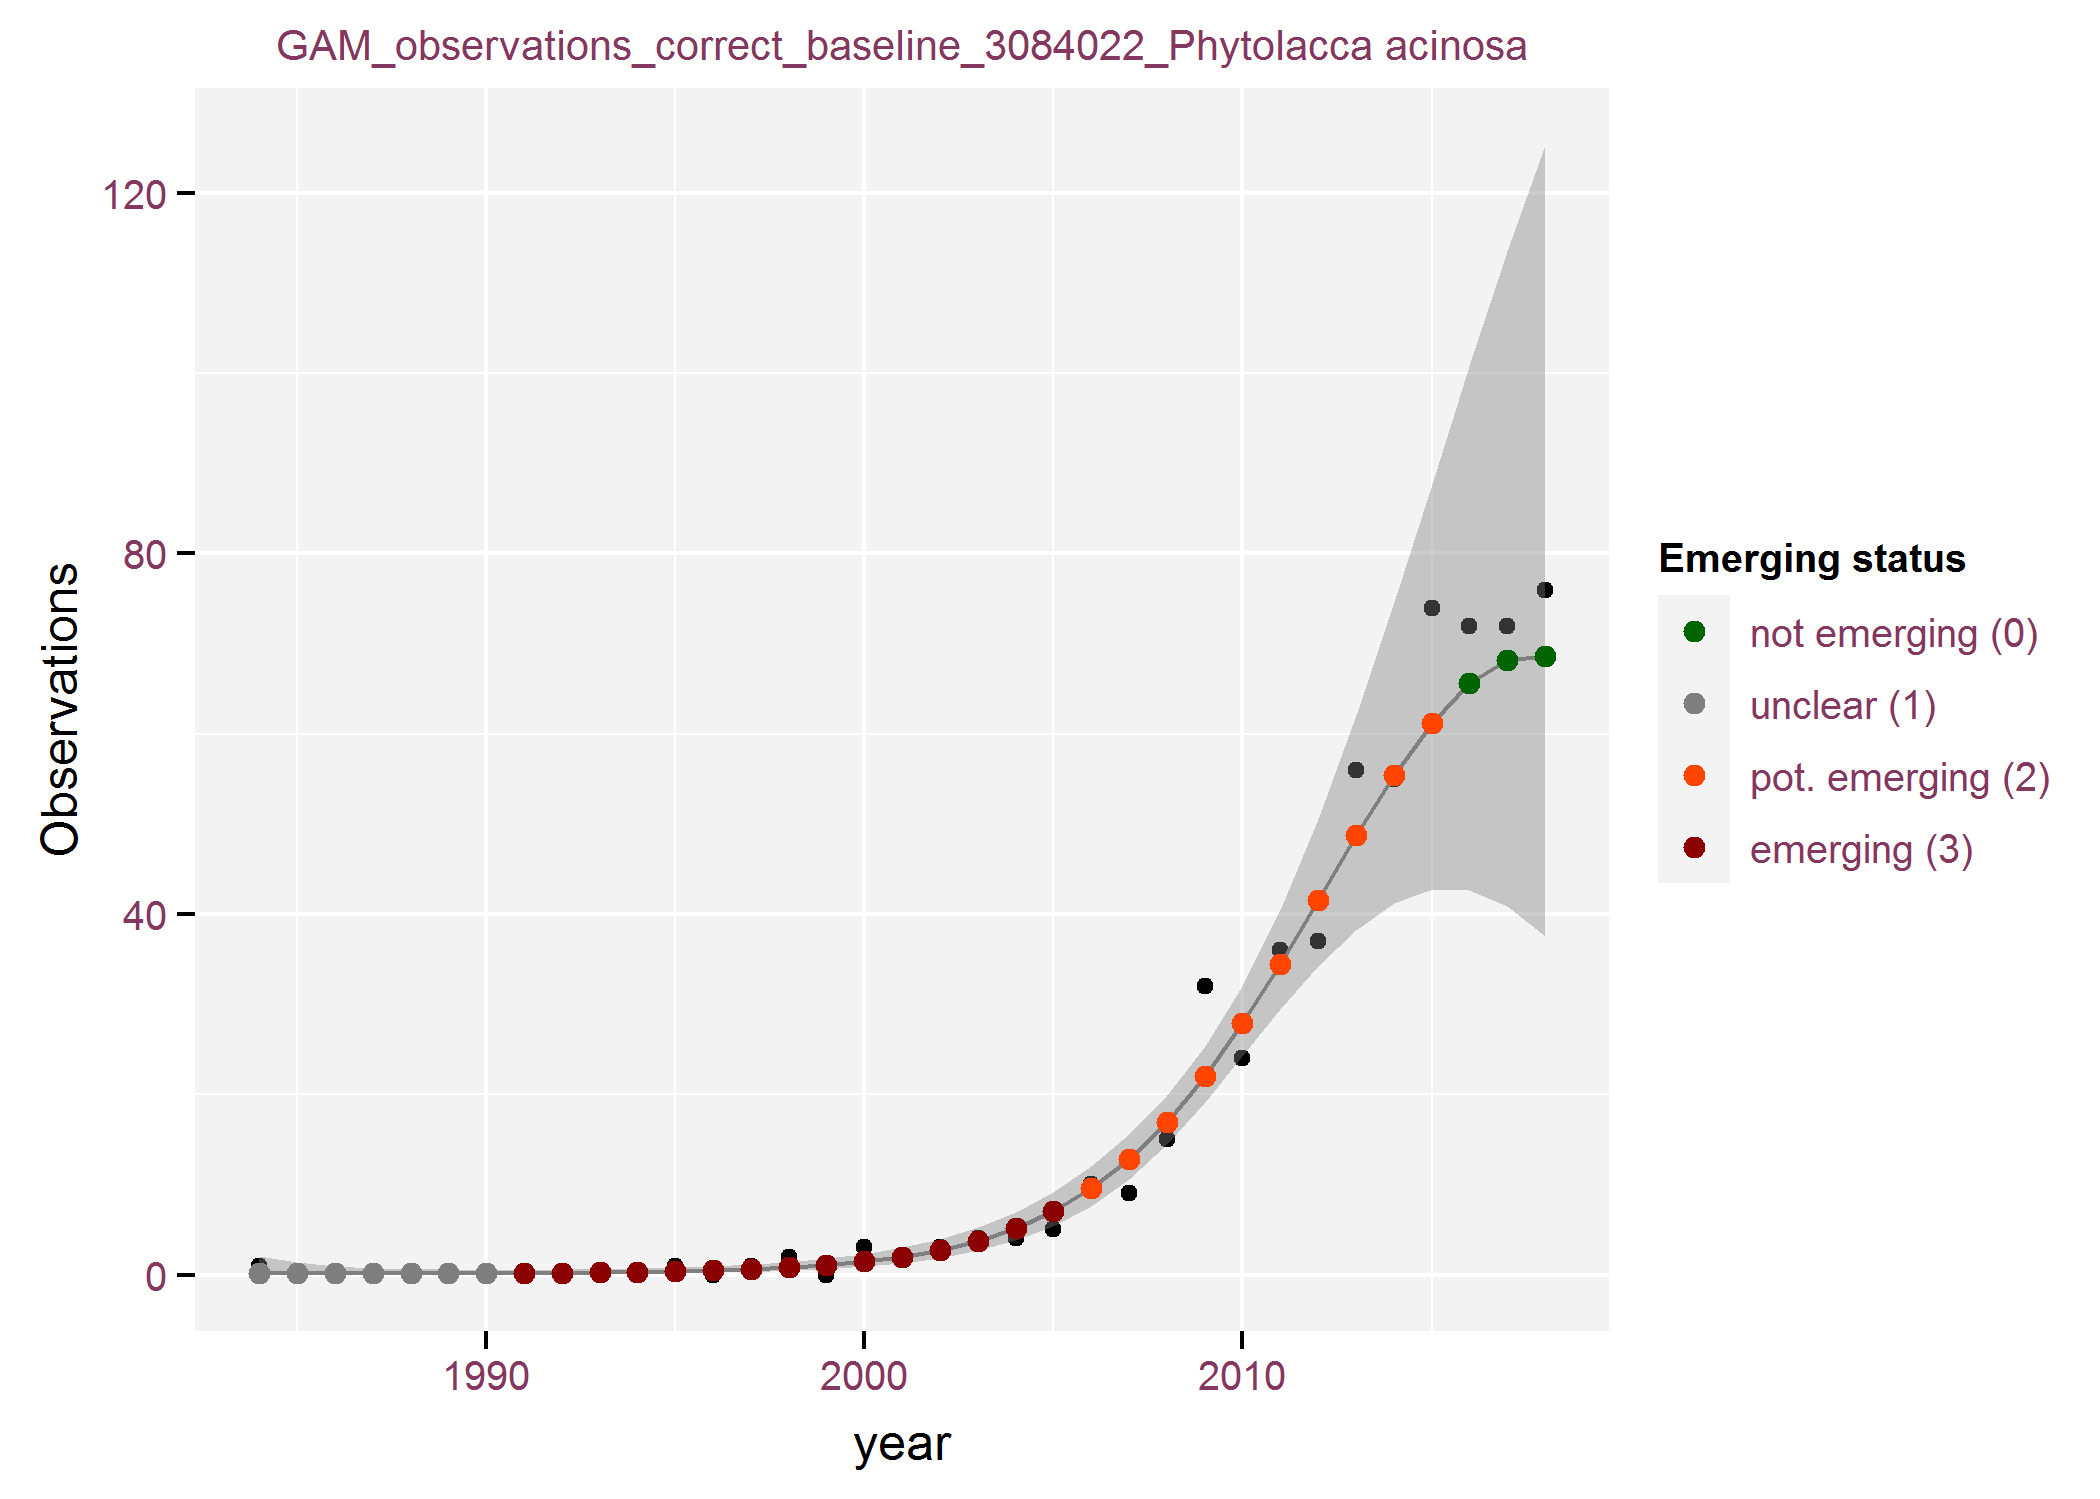 GAM_observations_correct_baseline_3084022_Phytolacca acinosa
120
80
40
0
Observations
1990
2000
2010
year
Emerging status
not emerging (0)
unclear (1)
pot. emerging (2)
emerging (3)